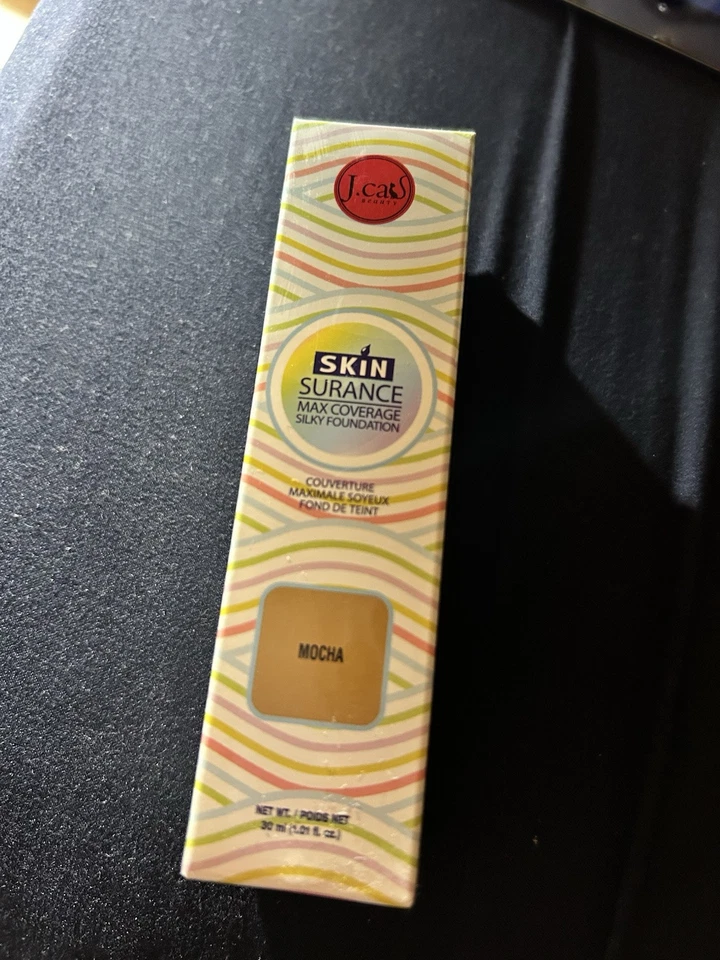 J.caS
BEAUTY
SKiN
SURANCE
MAX COVERAGE
SILKY FOUNDATION
COUVERTURE
MAXIMALE SOYEUX
FOND DE TEINT
MOCHA
NET WT. / POIDS NET
30 ml (1.01 fl. oz.)